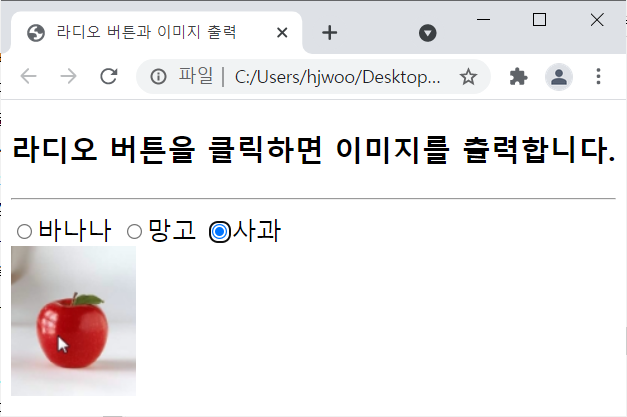 라디오 버튼과 이미지 출력
파일 | C:/Users/hjwoo/Desktop...
라디오 버튼을 클릭하면 이미지를 출력합니다.
바나나 망고 사과